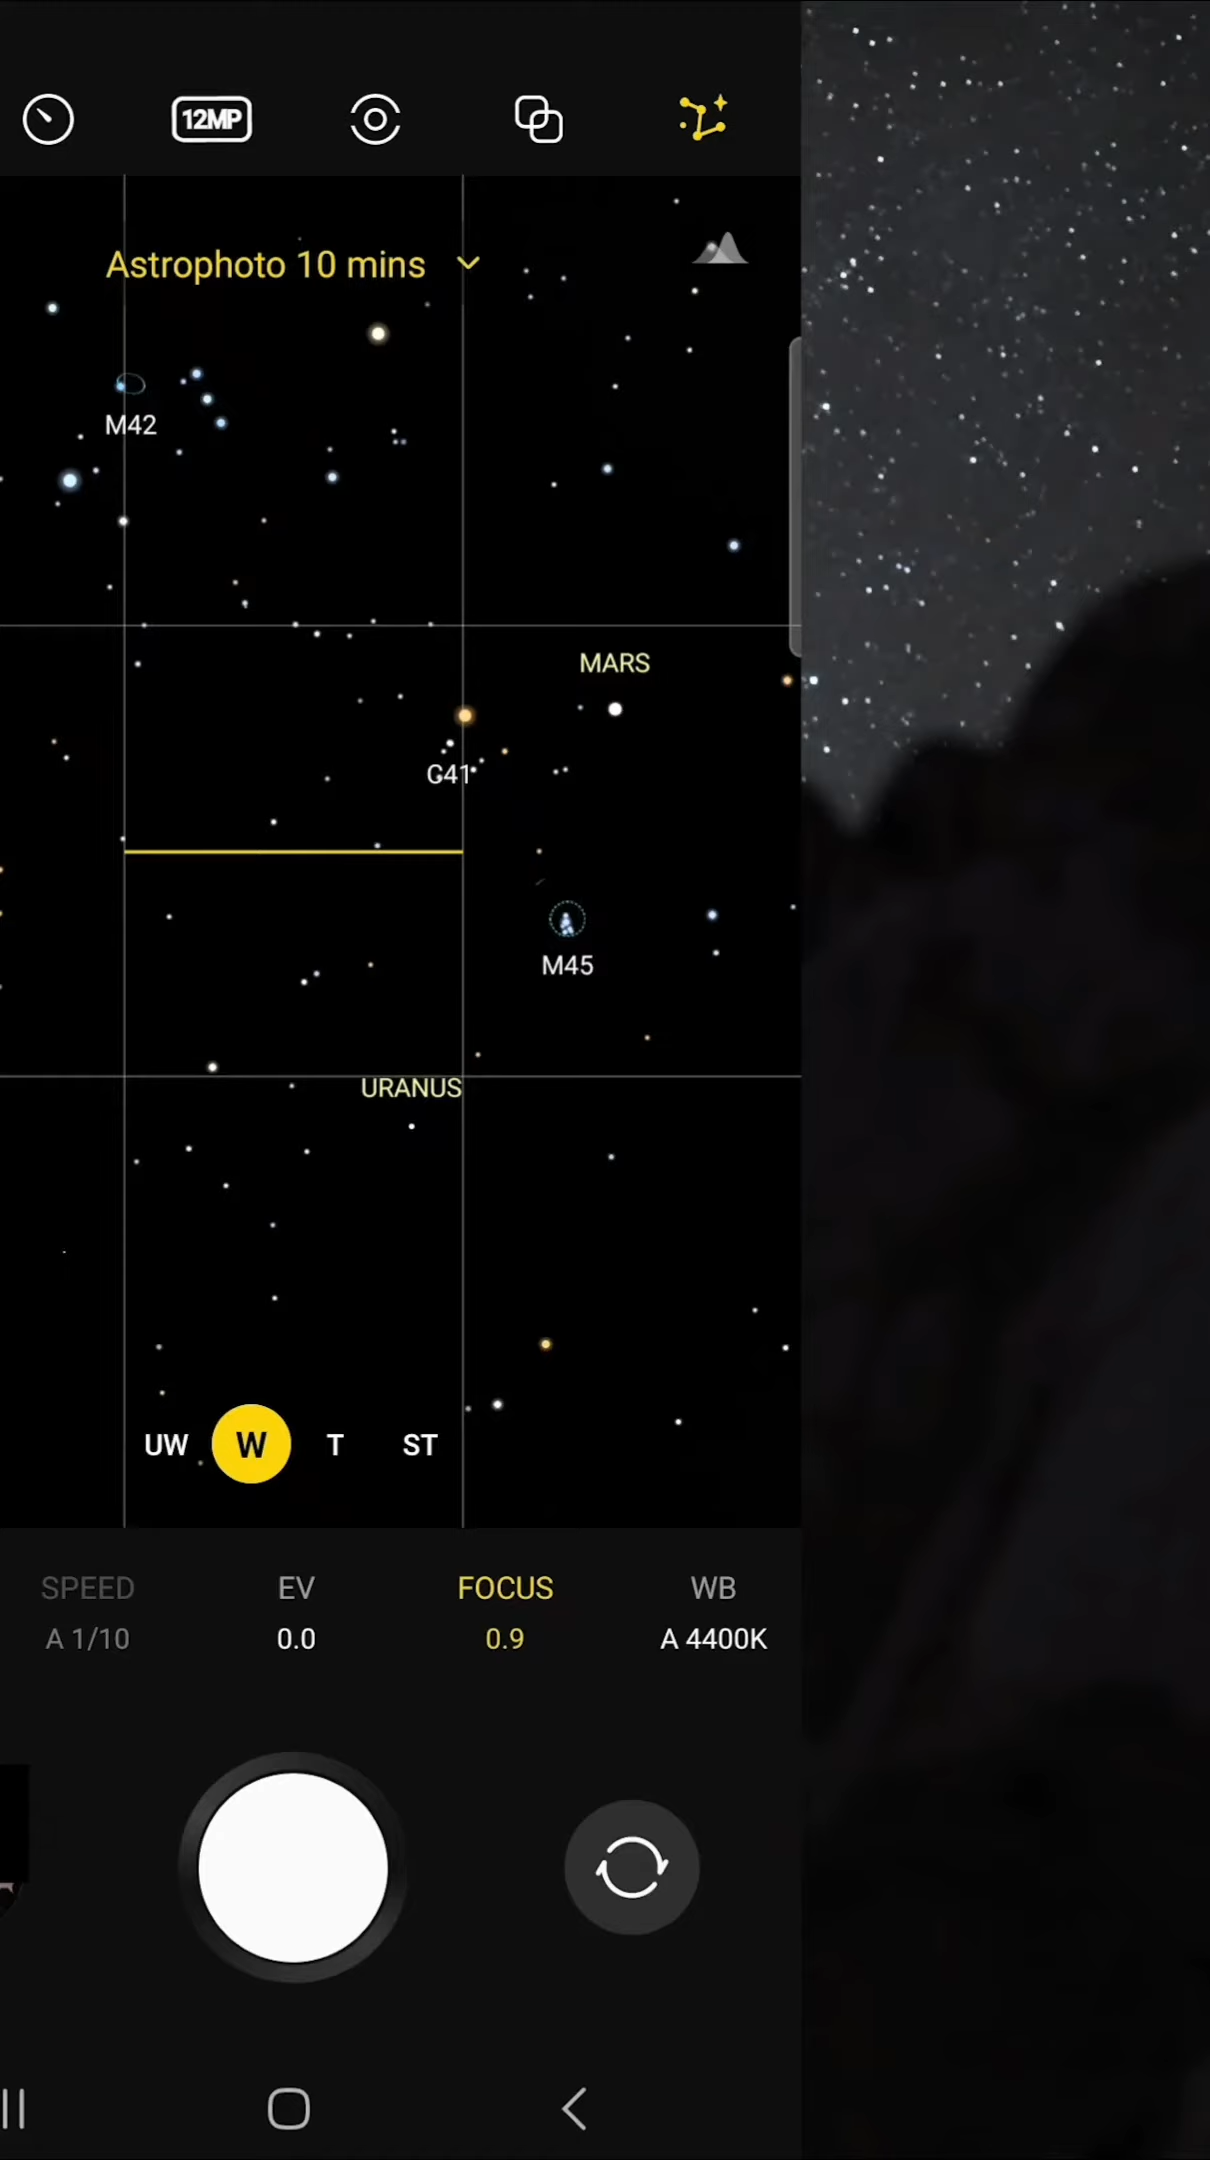 12MP
Astrophoto 10 mins
M42
MARS
C41
M45
URANUS
UW W T ST
SPEED EV FOCUS WB
A 1/10 0.0 0.9 A 4400K